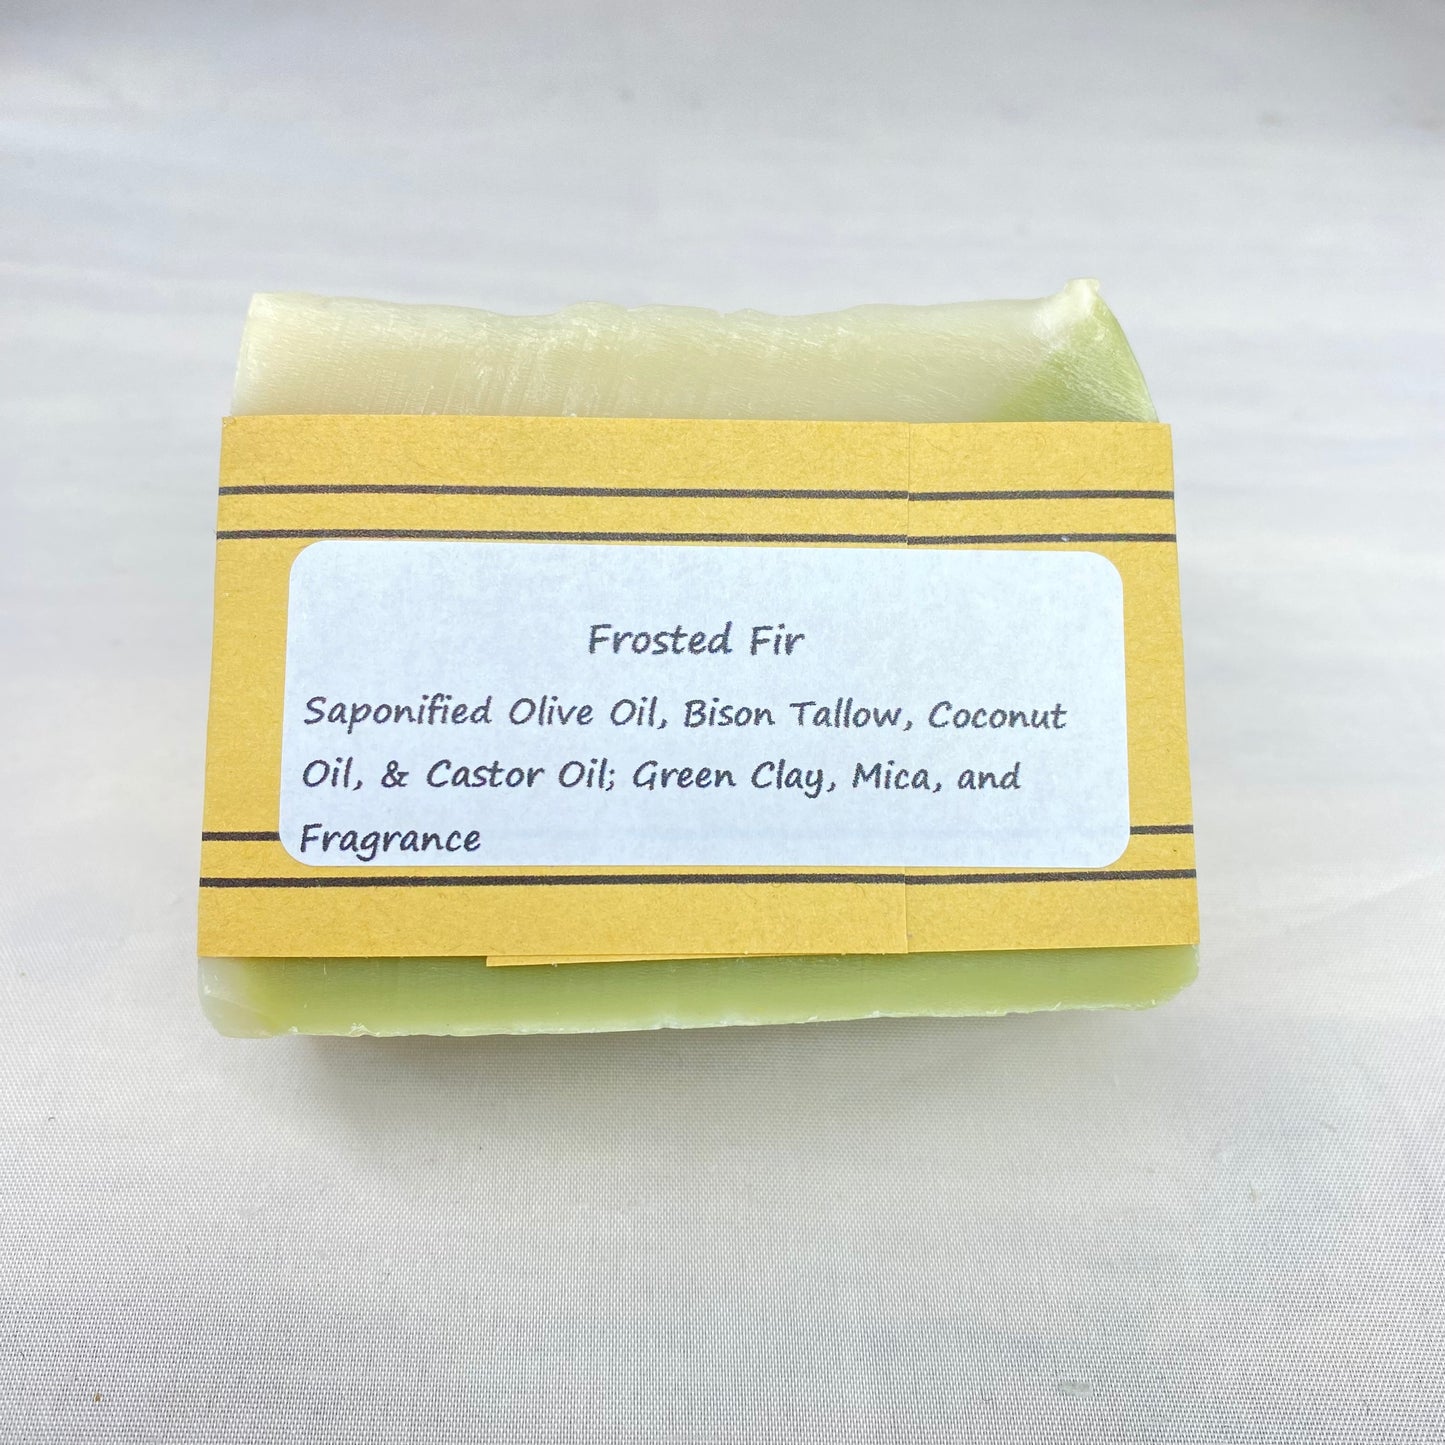 Frosted Fir
Saponified Olive Oil, Bison Tallow, Coconut
Oil, & Castor Oil; Green Clay, Mica, and
Fragrance